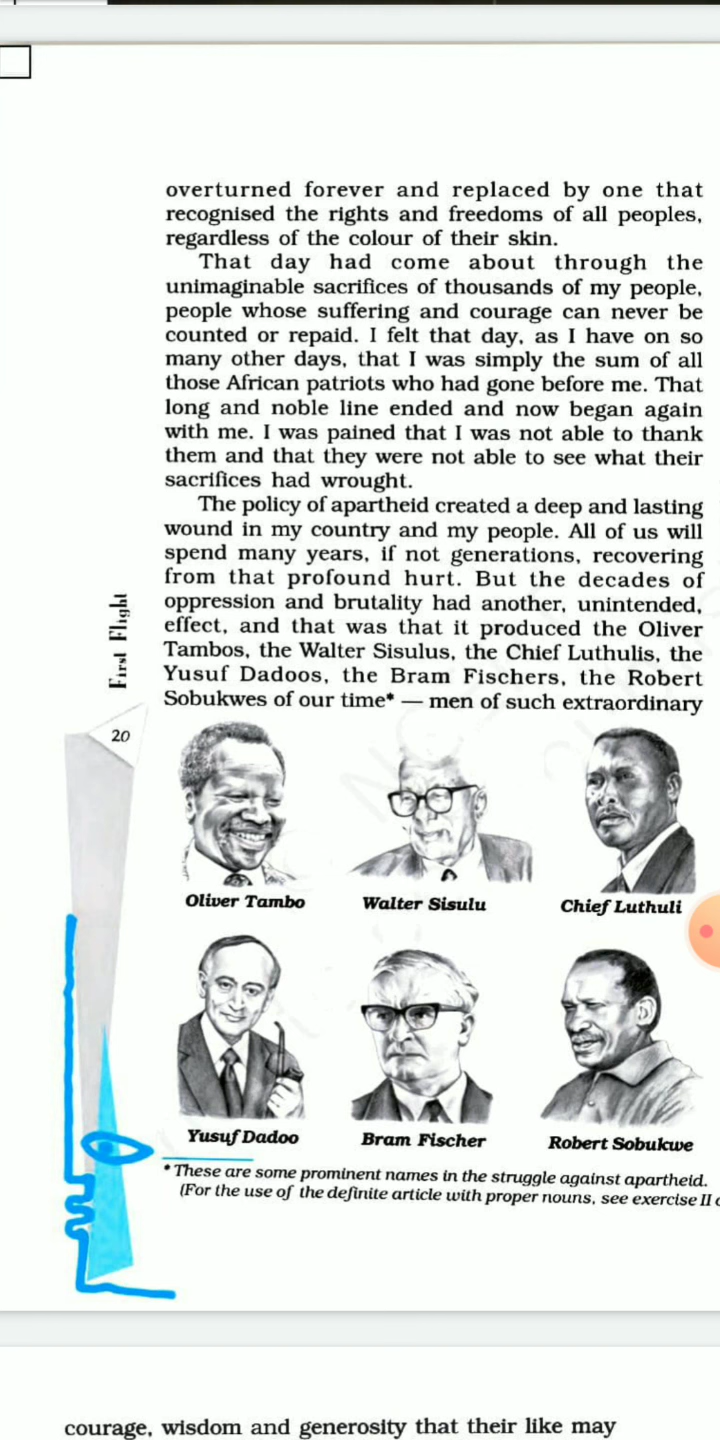 overturned forever and replaced by one that
recognised the rights and freedoms of all peoples,
regardless of the colour of their skin.
That day had come about through the
unimaginable sacrifices of thousands of my people,
people whose suffering and courage can never be
counted or repaid. I felt that day, as I have on so
many other days, that I was simply the sum of all
those African patriots who had gone before me. That
long and noble line ended and now began again
with me. I was pained that I was not able to thank
them and that they were not able to see what their
sacrifices had wrought.
The policy of apartheid created a deep and lasting
wound in my country and my people. All of us will
spend many years, if not generations, recovering
from that profound hurt. But the decades of
oppression and brutality had another, unintended,
effect, and that was that it produced the Oliver
Tambos, the Walter Sisulus, the Chief Luthulis, the
Yusuf Dadoos, the Bram Fischers, the Robert
Sobukwes of our time* — men of such extraordinary
First Flight
20
Oliver Tambo Walter Sisulu Chief Luthuli
Yusuf Dadoo Bram Fischer Robert Sobukwe
* These are some prominent names in the struggle against apartheid.
(For the use of the definite article with proper nouns, see exercise II
courage, wisdom and generosity that their like may